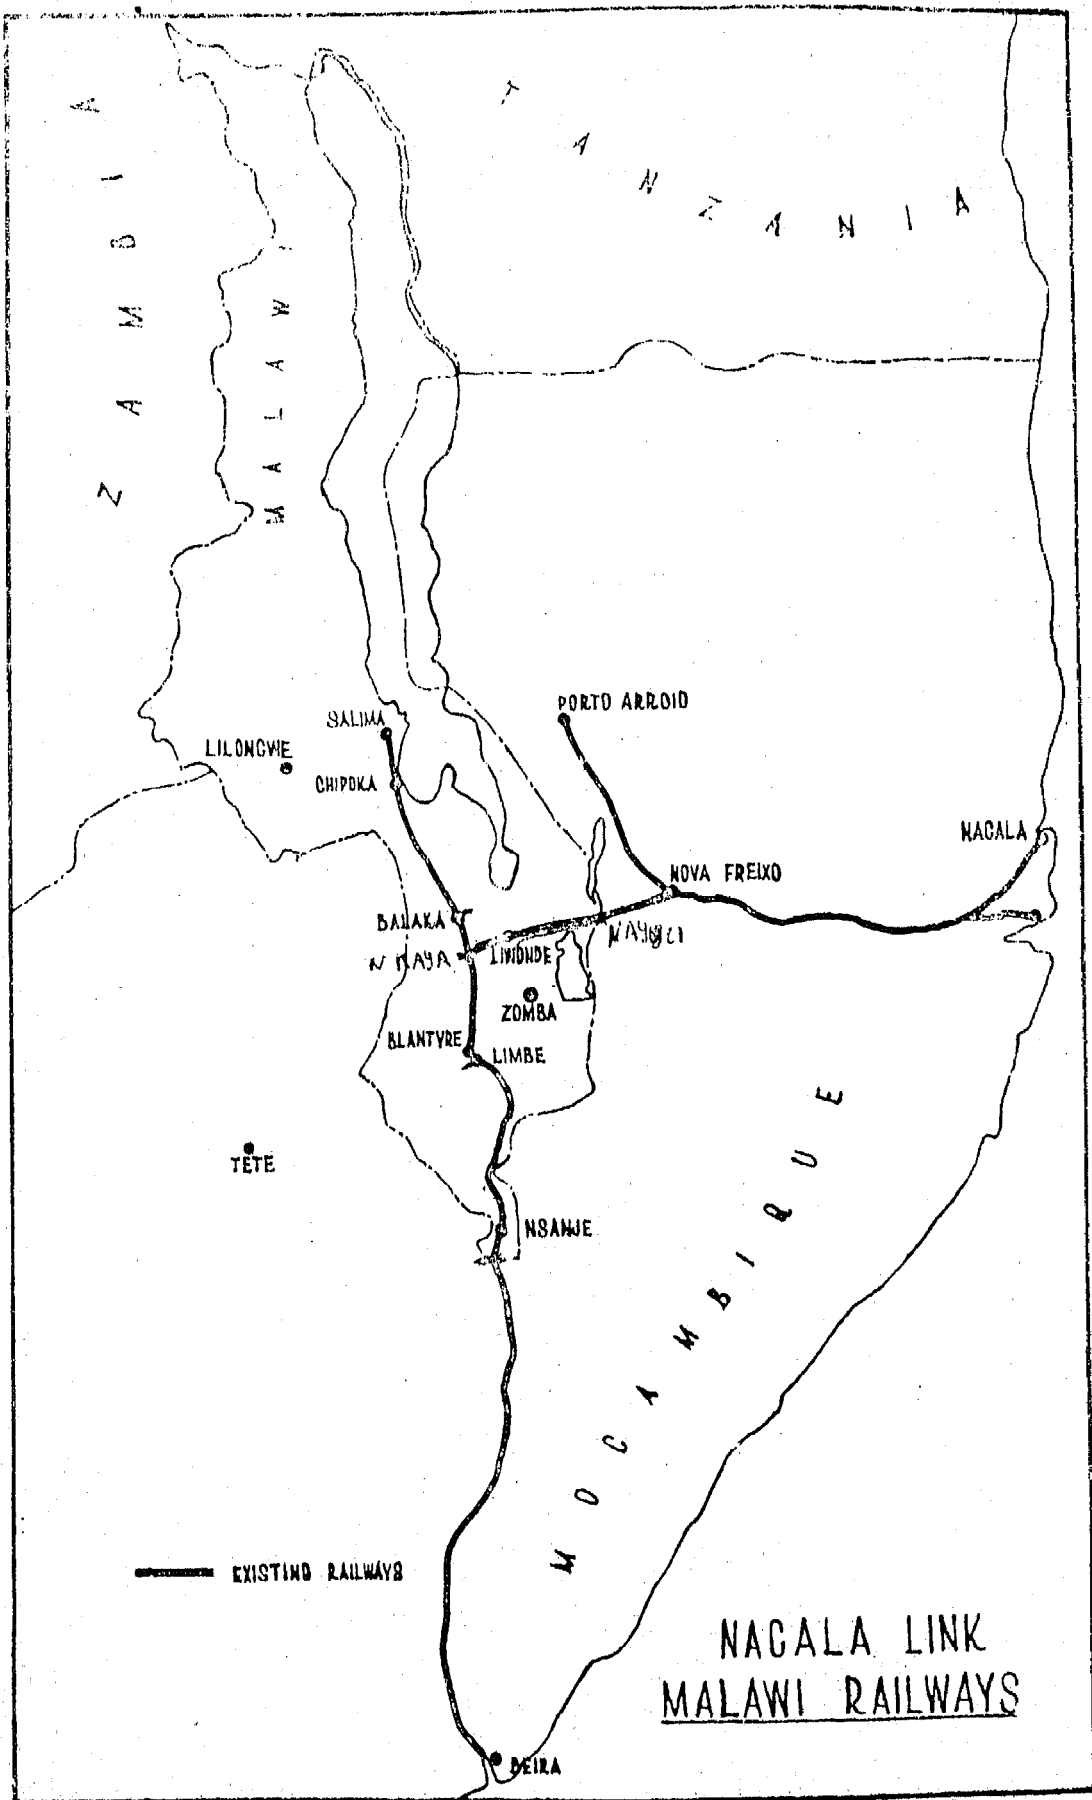 TANZANIA
ZAMBIA
MALAWI
PORTO ARROIO
SALIMA
LILONGWE
CHIPOKA
NACALA
NOVA FREIXO
BALAKA
NKAYA
LIWONDE
ZOMBA
BLANTYRE
LIMBE
TETE
NSANJE
MOCAMBIQUE
EXISTING RAILWAYS
NACALA LINK
MALAWI RAILWAYS
BEIRA